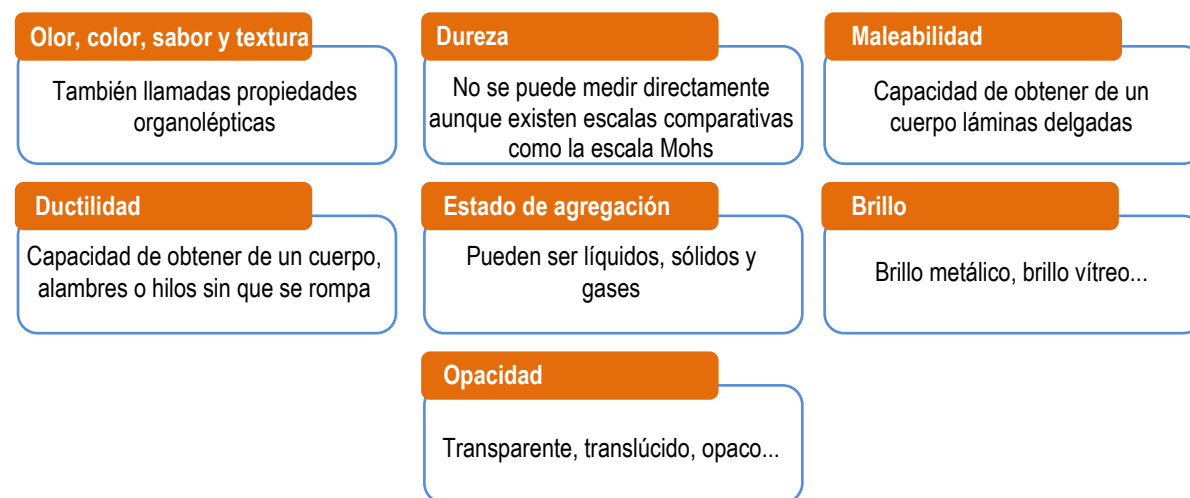 Olor, color, sabor y textura
También llamadas propiedades
organolépticas
Dureza
No se puede medir directamente
aunque existen escalas comparativas
como la escala Mohs
Maleabilidad
Capacidad de obtener de un
cuerpo láminas delgadas
Ductilidad
Capacidad de obtener de un cuerpo,
alambres o hilos sin que se rompa
Estado de agregación
Pueden ser líquidos, sólidos y
gases
Brillo
Brillo metálico, brillo vítreo...
Opacidad
Transparente, translúcido, opaco...